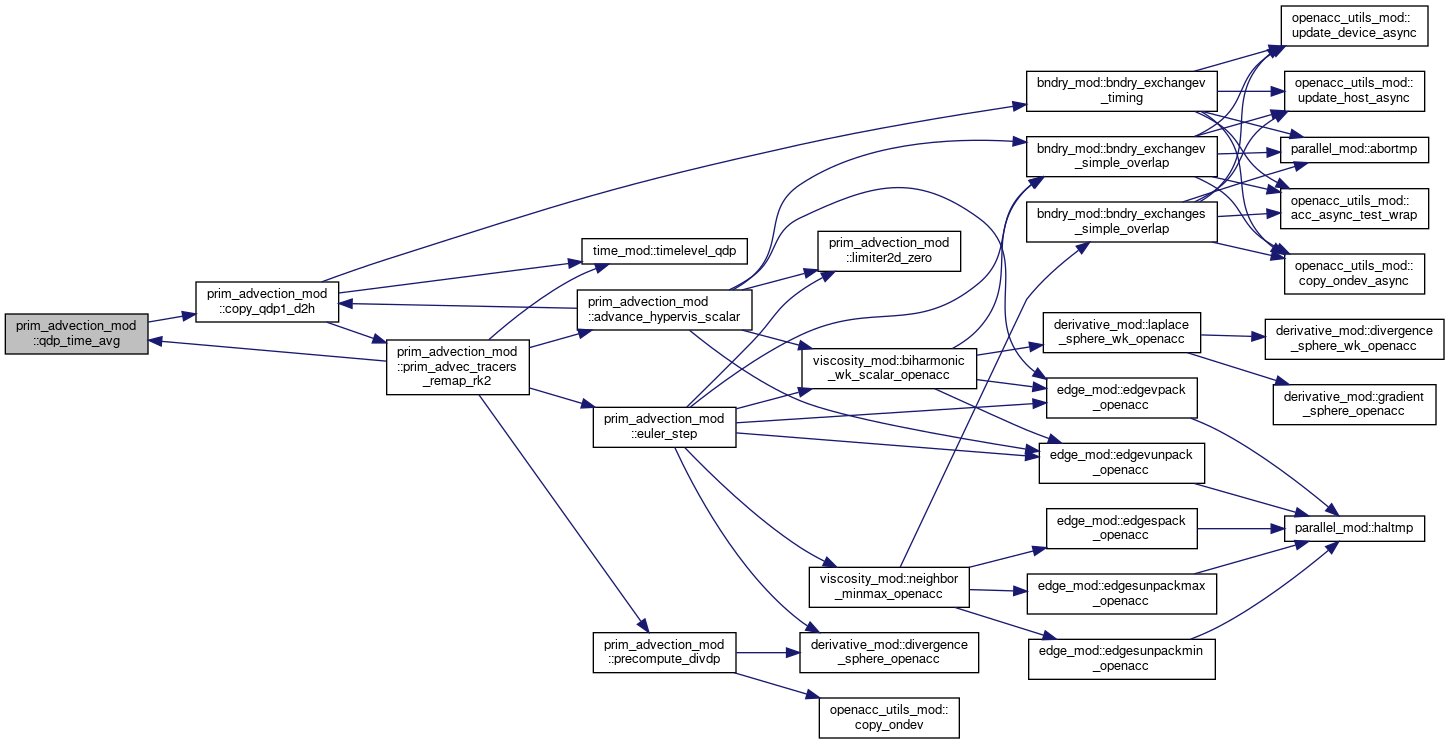 prim_advection_mod
::qdp_time_avg
prim_advection_mod
::copy_qdp1_d2h
prim_advection_mod
::prim_advec_tracers
_remap_rk2
time_mod::timelevel_qdp
prim_advection_mod
::advance_hypervis_scalar
prim_advection_mod
::euler_step
prim_advection_mod
::precompute_divdp
prim_advection_mod
::limiter2d_zero
viscosity_mod::biharmonic
_wk_scalar_openacc
viscosity_mod::neighbor
_minmax_openacc
derivative_mod::divergence
_sphere_openacc
openacc_utils_mod::
copy_ondev
bndry_mod::bndry_exchangev
_timing
bndry_mod::bndry_exchangev
_simple_overlap
bndry_mod::bndry_exchanges
_simple_overlap
derivative_mod::laplace
_sphere_wk_openacc
edge_mod::edgevpack
_openacc
edge_mod::edgevunpack
_openacc
edge_mod::edgespack
_openacc
edge_mod::edgesunpackmax
_openacc
edge_mod::edgesunpackmin
_openacc
openacc_utils_mod::
update_device_async
openacc_utils_mod::
update_host_async
parallel_mod::abortmp
openacc_utils_mod::
acc_async_test_wrap
openacc_utils_mod::
copy_ondev_async
derivative_mod::divergence
_sphere_wk_openacc
derivative_mod::gradient
_sphere_openacc
parallel_mod::haltmp